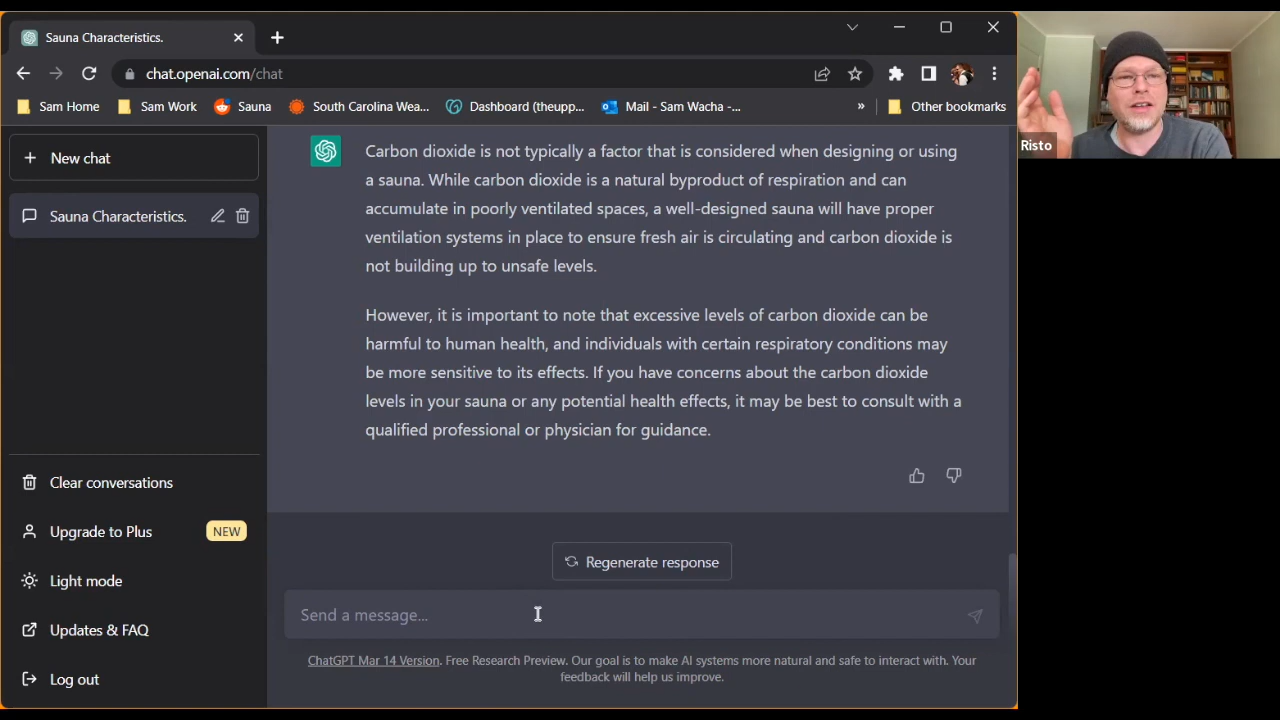 Sauna Characteristics.
chat.openai.com/chat
Sam Home
Sam Work
Sauna
South Carolina Wea...
Dashboard (theupp...
Mail - Sam Wacha -...
»
Other bookmarks
+ New chat
Sauna Characteristics.
Clear conversations
Upgrade to Plus
NEW
Light mode
Updates & FAQ
Log out
Carbon dioxide is not typically a factor that is considered when designing or using
a sauna. While carbon dioxide is a natural byproduct of respiration and can
accumulate in poorly ventilated spaces, a well-designed sauna will have proper
ventilation systems in place to ensure fresh air is circulating and carbon dioxide is
not building up to unsafe levels.
However, it is important to note that excessive levels of carbon dioxide can be
harmful to human health, and individuals with certain respiratory conditions may
be more sensitive to its effects. If you have concerns about the carbon dioxide
levels in your sauna or any potential health effects, it may be best to consult with a
qualified professional or physician for guidance.
Regenerate response
Send a message...
ChatGPT Mar 14 Version. Free Research Preview. Our goal is to make AI systems more natural and safe to interact with. Your
feedback will help us improve.
Risto